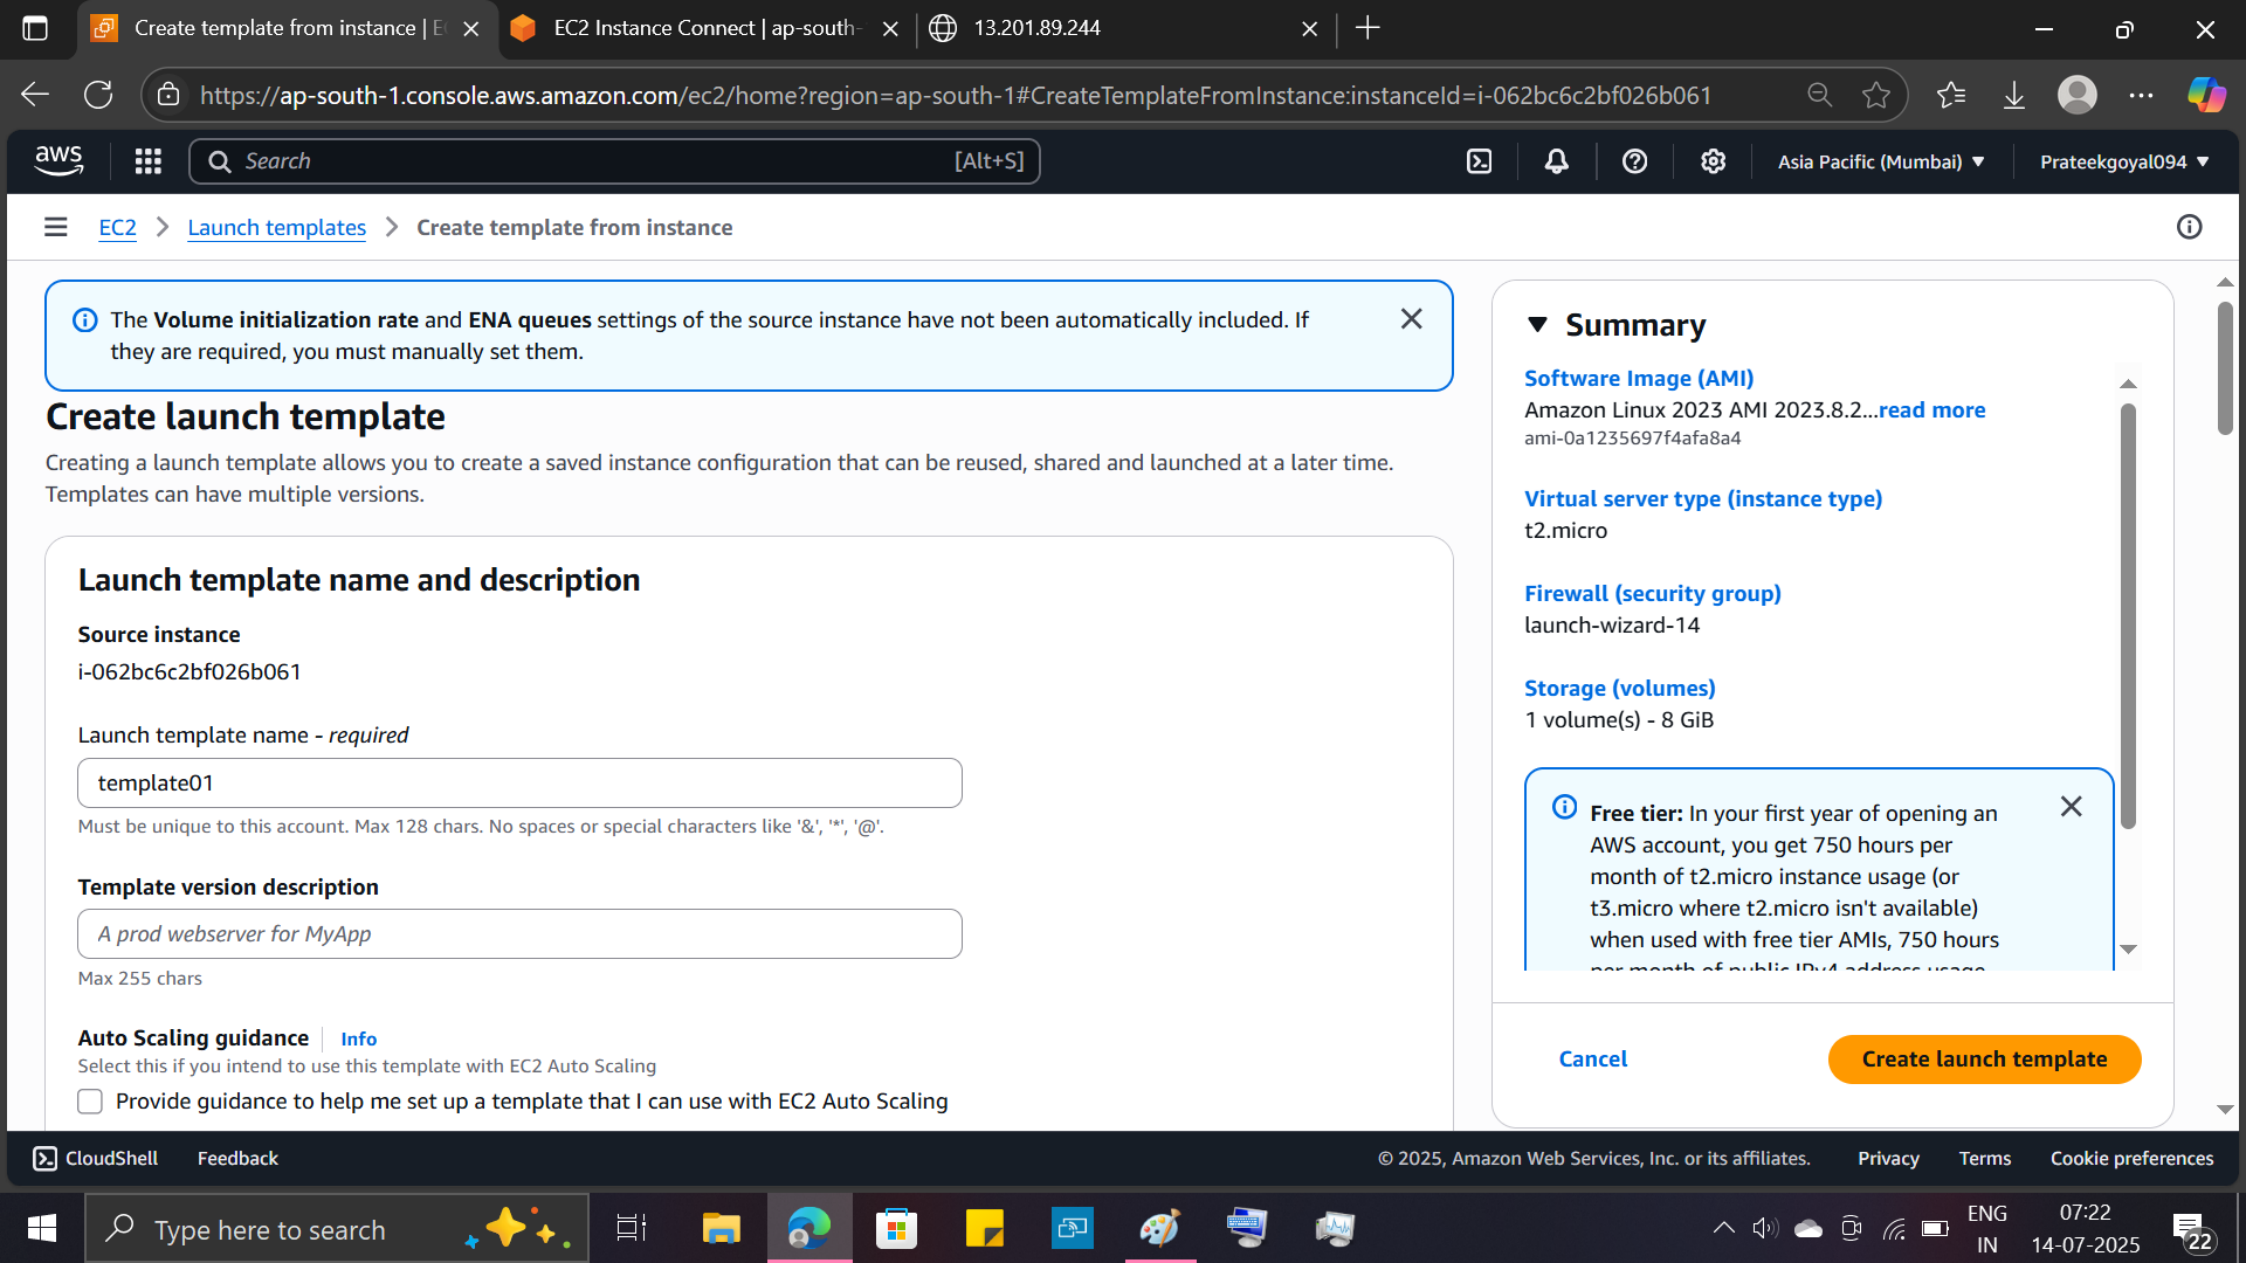 Create template from instance | E
EC2 Instance Connect | ap-south-
13.201.89.244
https://ap-south-1.console.aws.amazon.com/ec2/home?region=ap-south-1#CreateTemplateFromInstance:instanceId=i-062bc6c2bf026b061
aws
Search
[Alt+S]
Asia Pacific (Mumbai)
Prateekgoyal094
EC2
Launch templates
Create template from instance
The Volume initialization rate and ENA queues settings of the source instance have not been automatically included. If
they are required, you must manually set them.
Create launch template
Creating a launch template allows you to create a saved instance configuration that can be reused, shared and launched at a later time.
Templates can have multiple versions.
Launch template name and description
Source instance
i-062bc6c2bf026b061
Launch template name - required
template01
Must be unique to this account. Max 128 chars. No spaces or special characters like '&', '*', '@'.
Template version description
A prod webserver for MyApp
Max 255 chars
Auto Scaling guidance
Info
Select this if you intend to use this template with EC2 Auto Scaling
Provide guidance to help me set up a template that I can use with EC2 Auto Scaling
Summary
Software Image (AMI)
Amazon Linux 2023 AMI 2023.8.2...read more
ami-0a1235697f4afa8a4
Virtual server type (instance type)
t2.micro
Firewall (security group)
launch-wizard-14
Storage (volumes)
1 volume(s) - 8 GiB
Free tier: In your first year of opening an
AWS account, you get 750 hours per
month of t2.micro instance usage (or
t3.micro where t2.micro isn't available)
when used with free tier AMIs, 750 hours
per month of public IPv4 address usage,
Cancel
Create launch template
CloudShell
Feedback
© 2025, Amazon Web Services, Inc. or its affiliates.
Privacy
Terms
Cookie preferences
Type here to search
ENG
IN
07:22
14-07-2025
22